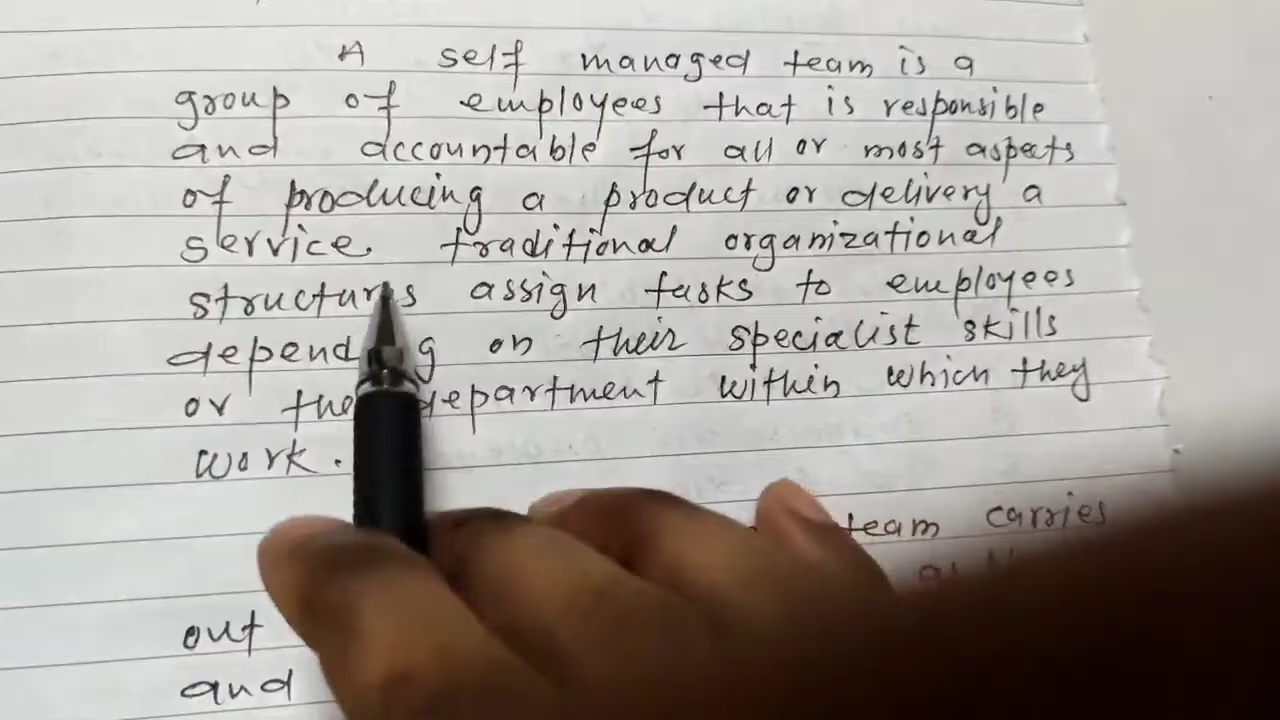 A self managed team is a
group of employees that is responsible
and accountable for all or most aspects
of producing a product or delivery a
service. traditional organizational
structures assign tasks to employees
on their specialist skills
or department within which they
work.
team carries
out
and